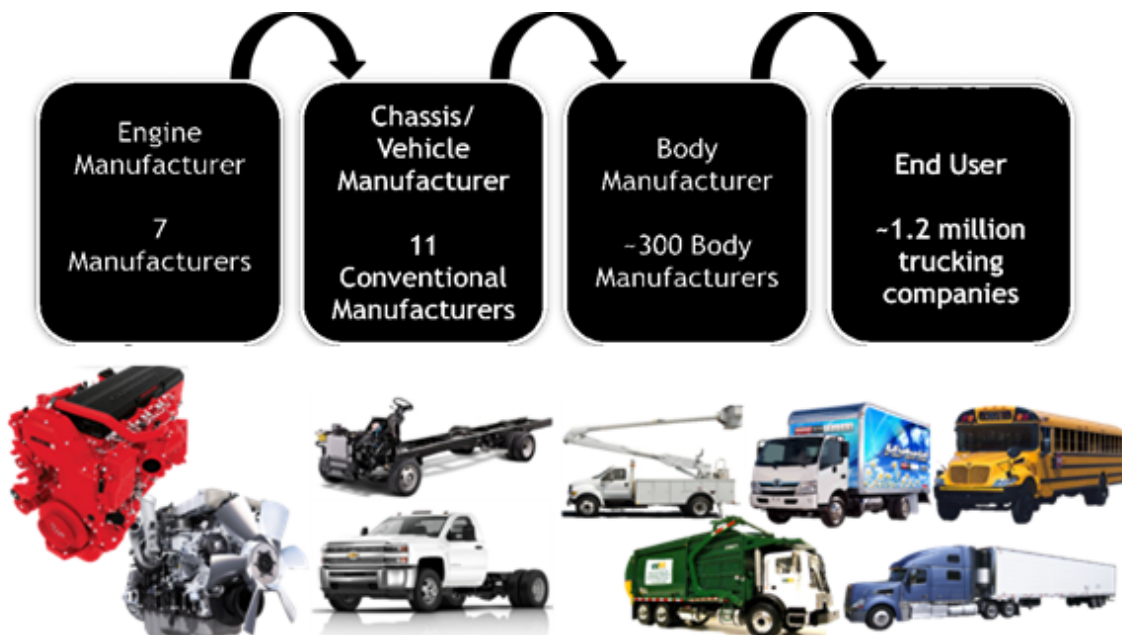 Engine
Manufacturer
7
Manufacturers
Chassis/
Vehicle
Manufacturer
11
Conventional
Manufacturers
Body
Manufacturer
~300 Body
Manufacturers
End User
~1.2 million
trucking
companies